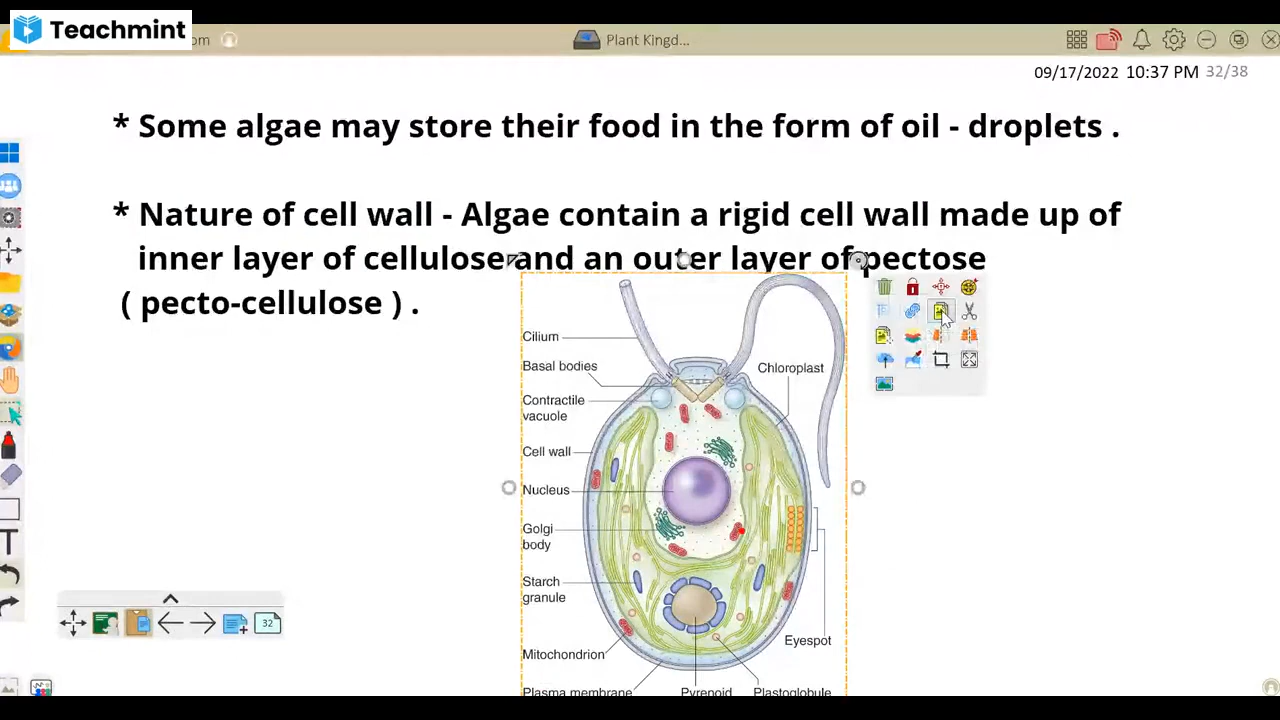 Teachmint
om
Plant Kingd...
09/17/2022 10:37 PM 32/38
* Some algae may store their food in the form of oil - droplets .
* Nature of cell wall - Algae contain a rigid cell wall made up of
inner layer of cellulose and an outer layer of pectose
( pecto-cellulose ) .
Cilium
Basal bodies
Chloroplast
Contractile
vacuole
Cell wall
Nucleus
Golgi
body
Starch
granule
Eyespot
Mitochondrion
Plasma membrane
Pyrenoid
Plastoglobule
T
32